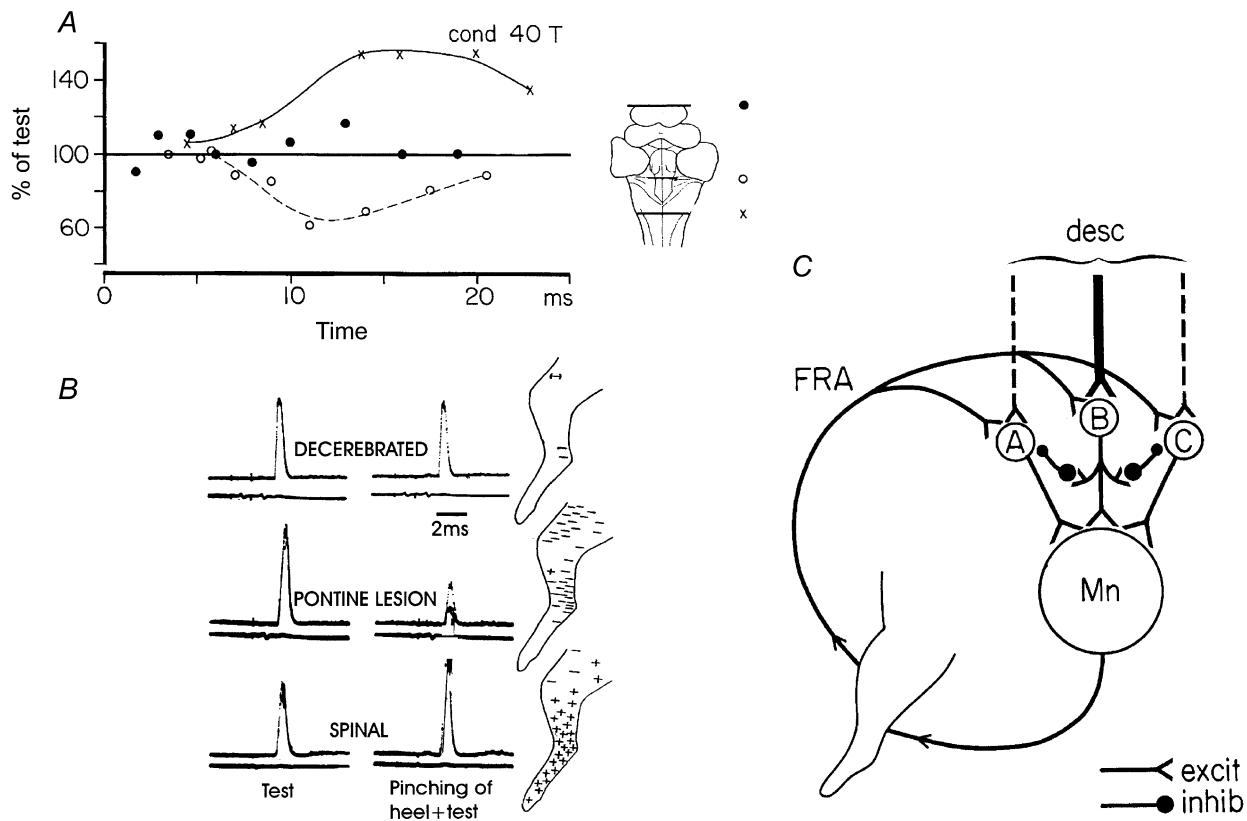 A
cond 40 T
% of test
140
100
60
0
10
20
ms
Time
B
DECEREBRATED
2ms
PONTINE LESION
SPINAL
Test
Pinching of
heel+test
C
desc
FRA
A
B
C
Mn
excit
inhib